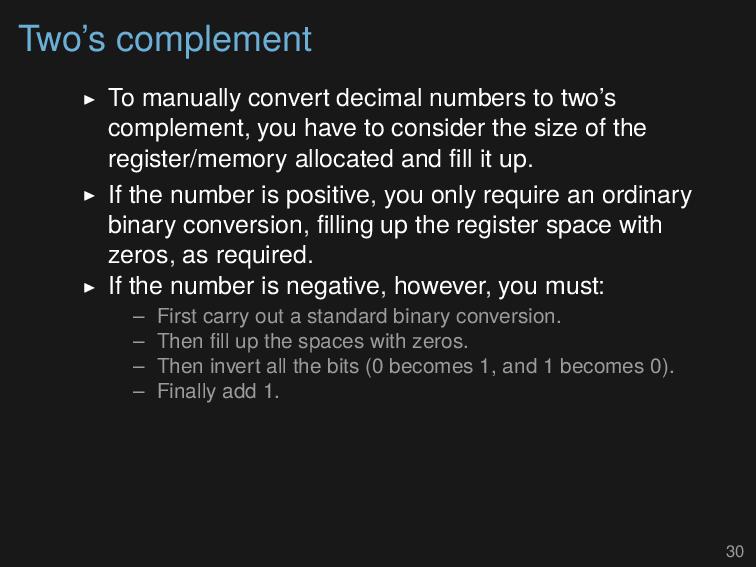 Two’s complement
▶ To manually convert decimal numbers to two’s
complement, you have to consider the size of the
register/memory allocated and fill it up.
▶ If the number is positive, you only require an ordinary
binary conversion, filling up the register space with
zeros, as required.
▶ If the number is negative, however, you must:
– First carry out a standard binary conversion.
– Then fill up the spaces with zeros.
– Then invert all the bits (0 becomes 1, and 1 becomes 0).
– Finally add 1.
30